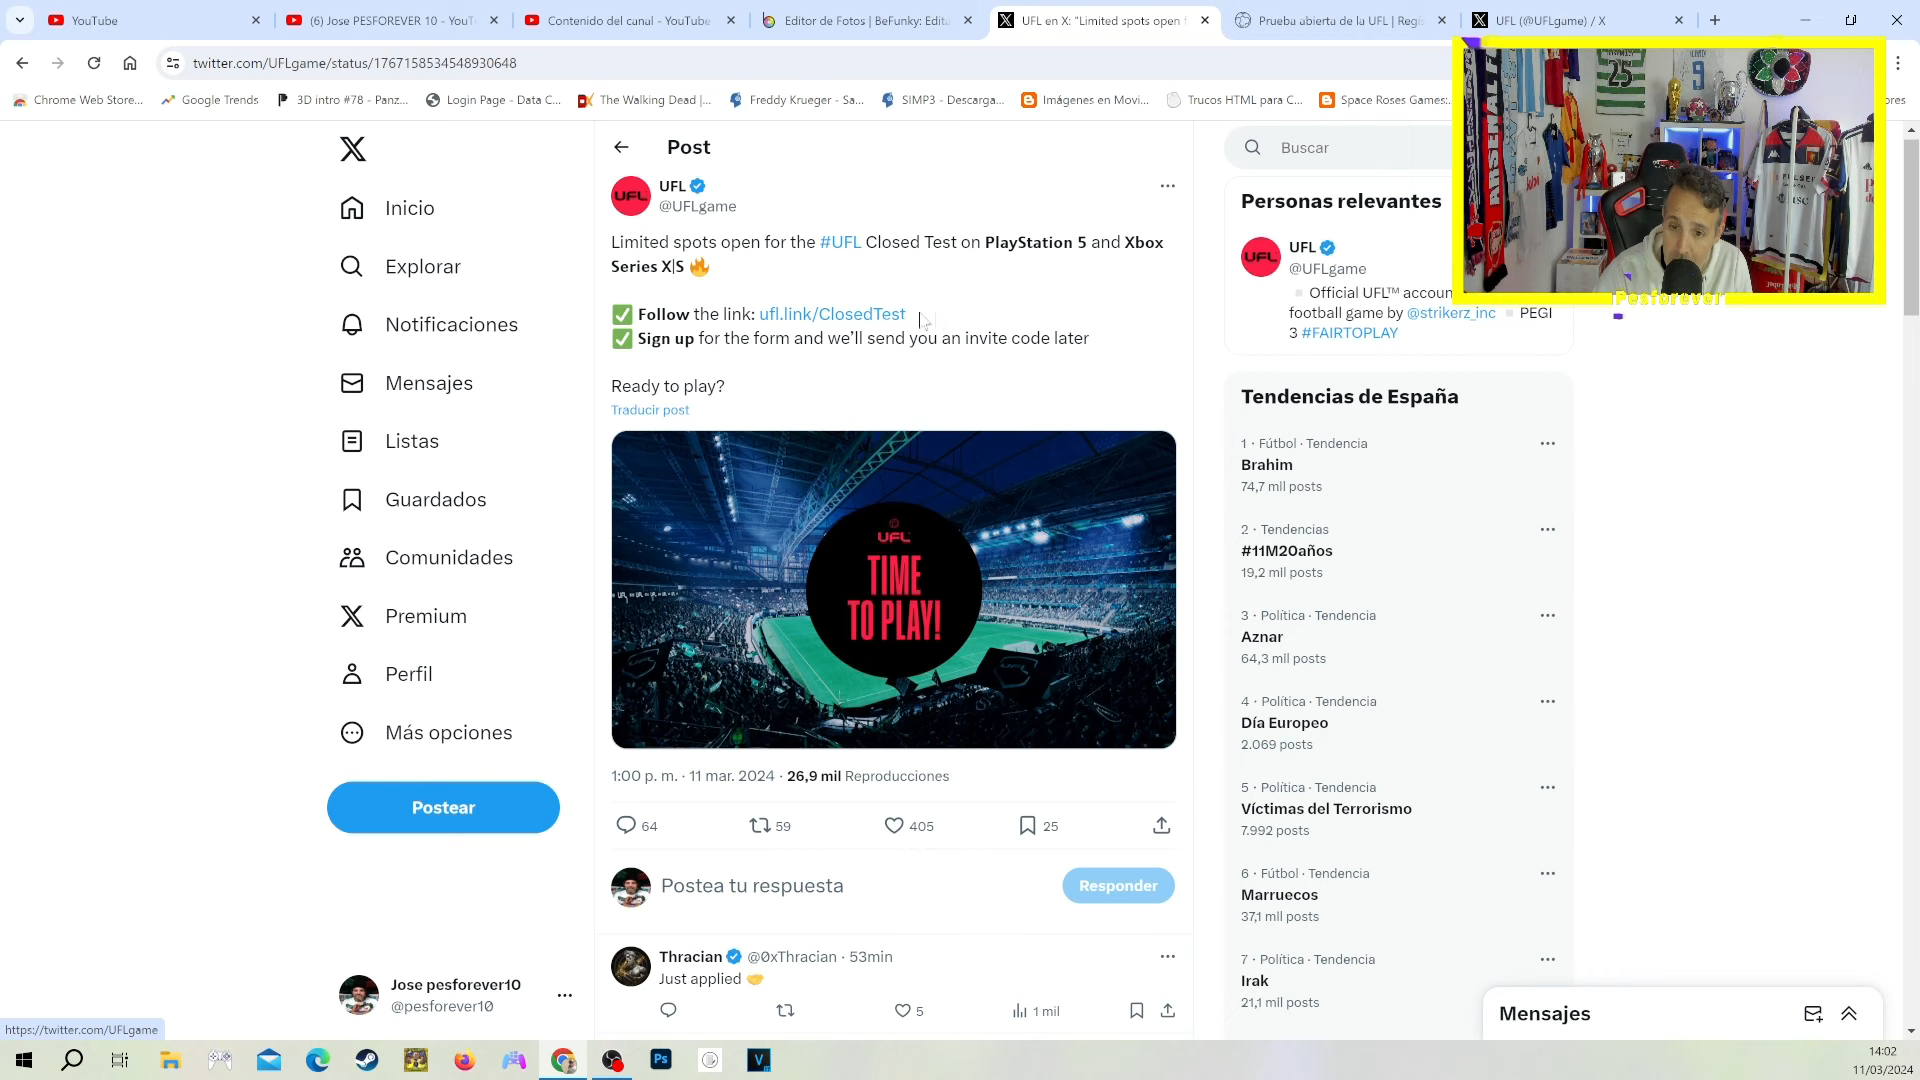 YouTube
(6) Jose PESFOREVER 10 - YouT
Contenido del canal - YouTube
Editor de Fotos | BeFunky: Edit
UFL en X: "Limited spots open f
Prueba abierta de la UFL | Regis
UFL (@UFLgame) / X
twitter.com/UFLgame/status/1767158534548930648
Chrome Web Store...
Google Trends
3D intro #78 - Panz...
Login Page - Data C...
The Walking Dead |...
Freddy Krueger - Sa...
SIMP3 - Descarga...
Imágenes en Movi...
Trucos HTML para C...
Space Roses Games:...
ores
Inicio
Explorar
Notificaciones
Mensajes
Listas
Guardados
Comunidades
Premium
Perfil
Más opciones
Postear
Jose pesforever10
@pesforever10
https://twitter.com/UFLgame
Post
UFL
UFL
@UFLgame
Limited spots open for the #UFL Closed Test on PlayStation 5 and Xbox
Series X|S 🔥
✅ Follow the link: ufl.link/ClosedTest
✅ Sign up for the form and we’ll send you an invite code later
Ready to play?
Traducir post
UFL
TIME
TO PLAY!
1:00 p. m. · 11 mar. 2024 · 26,9 mil Reproducciones
64
59
405
25
Postea tu respuesta
Responder
Thracian @0xThracian · 53min
Just applied 🤝
5
1 mil
Buscar
Personas relevantes
UFL
UFL
@UFLgame
Official UFL™ accoun
football game by @strikerz_inc ▫️ PEGI
3 #FAIRTOPLAY
Tendencias de España
1 · Fútbol · Tendencia
Brahim
74,7 mil posts
2 · Tendencias
#11M20años
19,2 mil posts
3 · Política · Tendencia
Aznar
64,3 mil posts
4 · Política · Tendencia
Día Europeo
2.069 posts
5 · Política · Tendencia
Víctimas del Terrorismo
7.992 posts
6 · Fútbol · Tendencia
Marruecos
37,1 mil posts
7 · Política · Tendencia
Irak
21,1 mil posts
Mensajes
25
9
Pesforever
Ps
V
14:02
11/03/2024